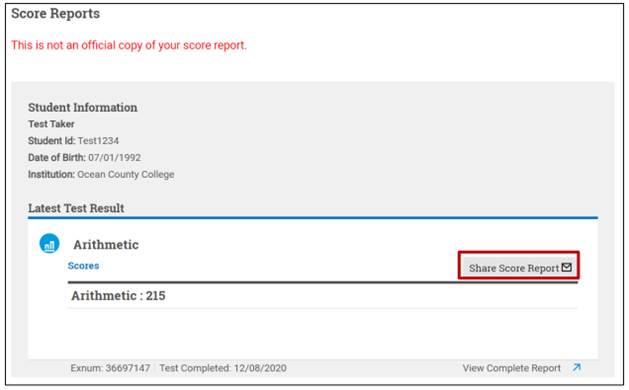 Score Reports
This is not an official copy of your score report.
Student Information
Test Taker
Student Id: Test1234
Date of Birth: 07/01/1992
Institution: Ocean County College
Latest Test Result
Arithmetic
Scores
Share Score Report
Arithmetic : 215
Exnum: 36697147 | Test Completed: 12/08/2020
View Complete Report